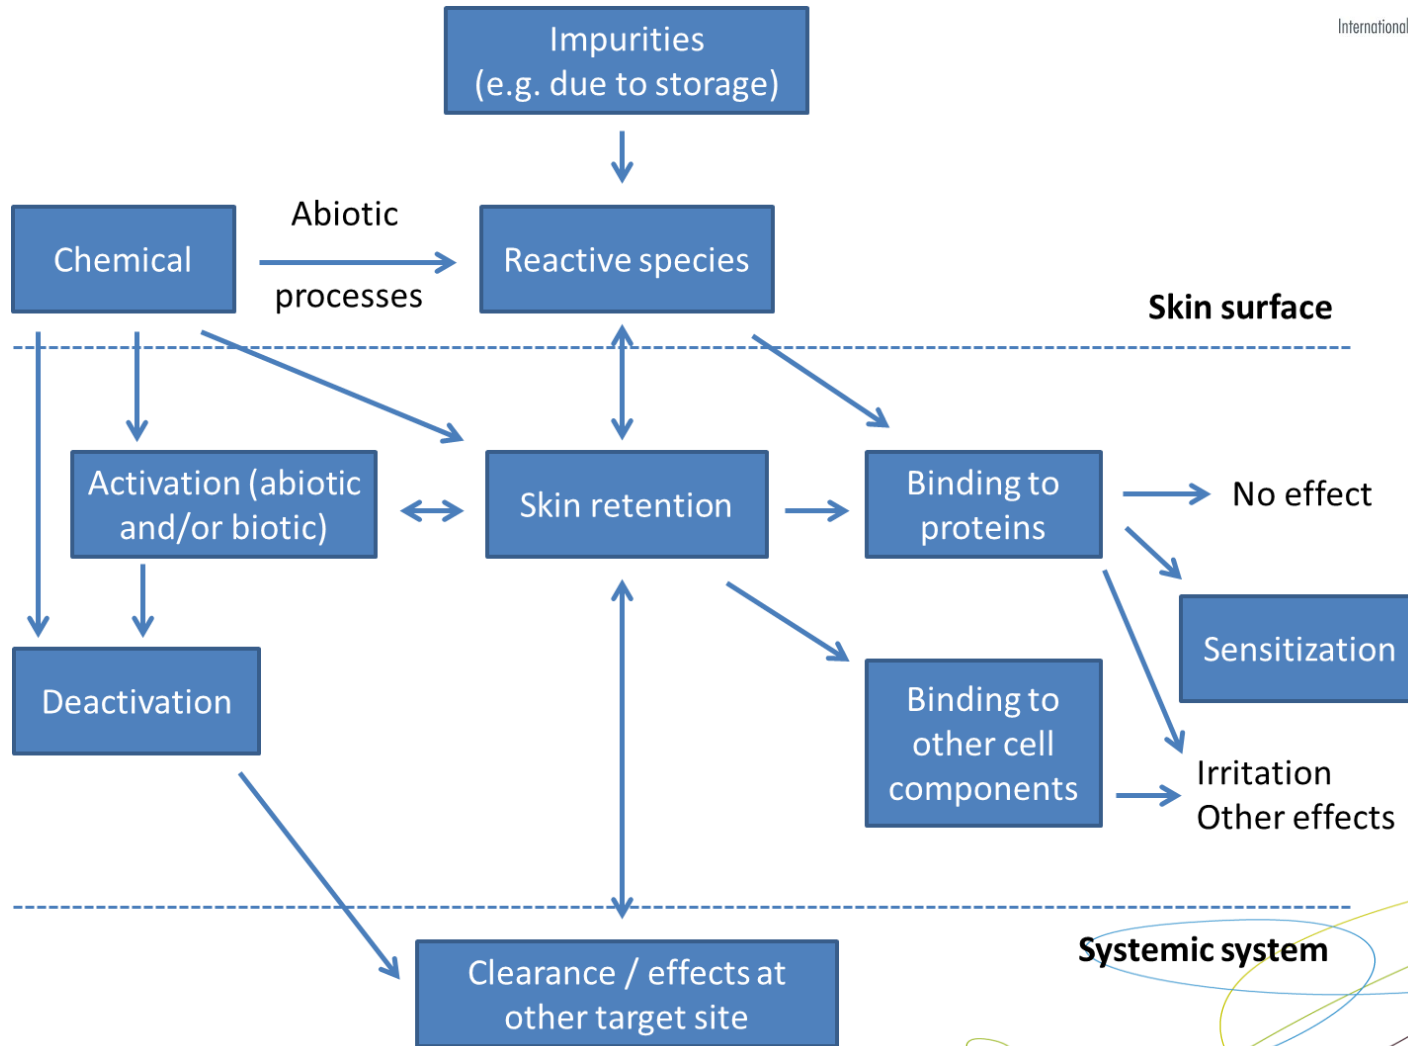 International
Impurities
(e.g. due to storage)
Abiotic
Chemical
processes
Reactive species
Skin surface
Activation (abiotic
and/or biotic)
Skin retention
Binding to
proteins
No effect
Sensitization
Deactivation
Binding to
other cell
components
Irritation
Other effects
Systemic system
Clearance / effects at
other target site